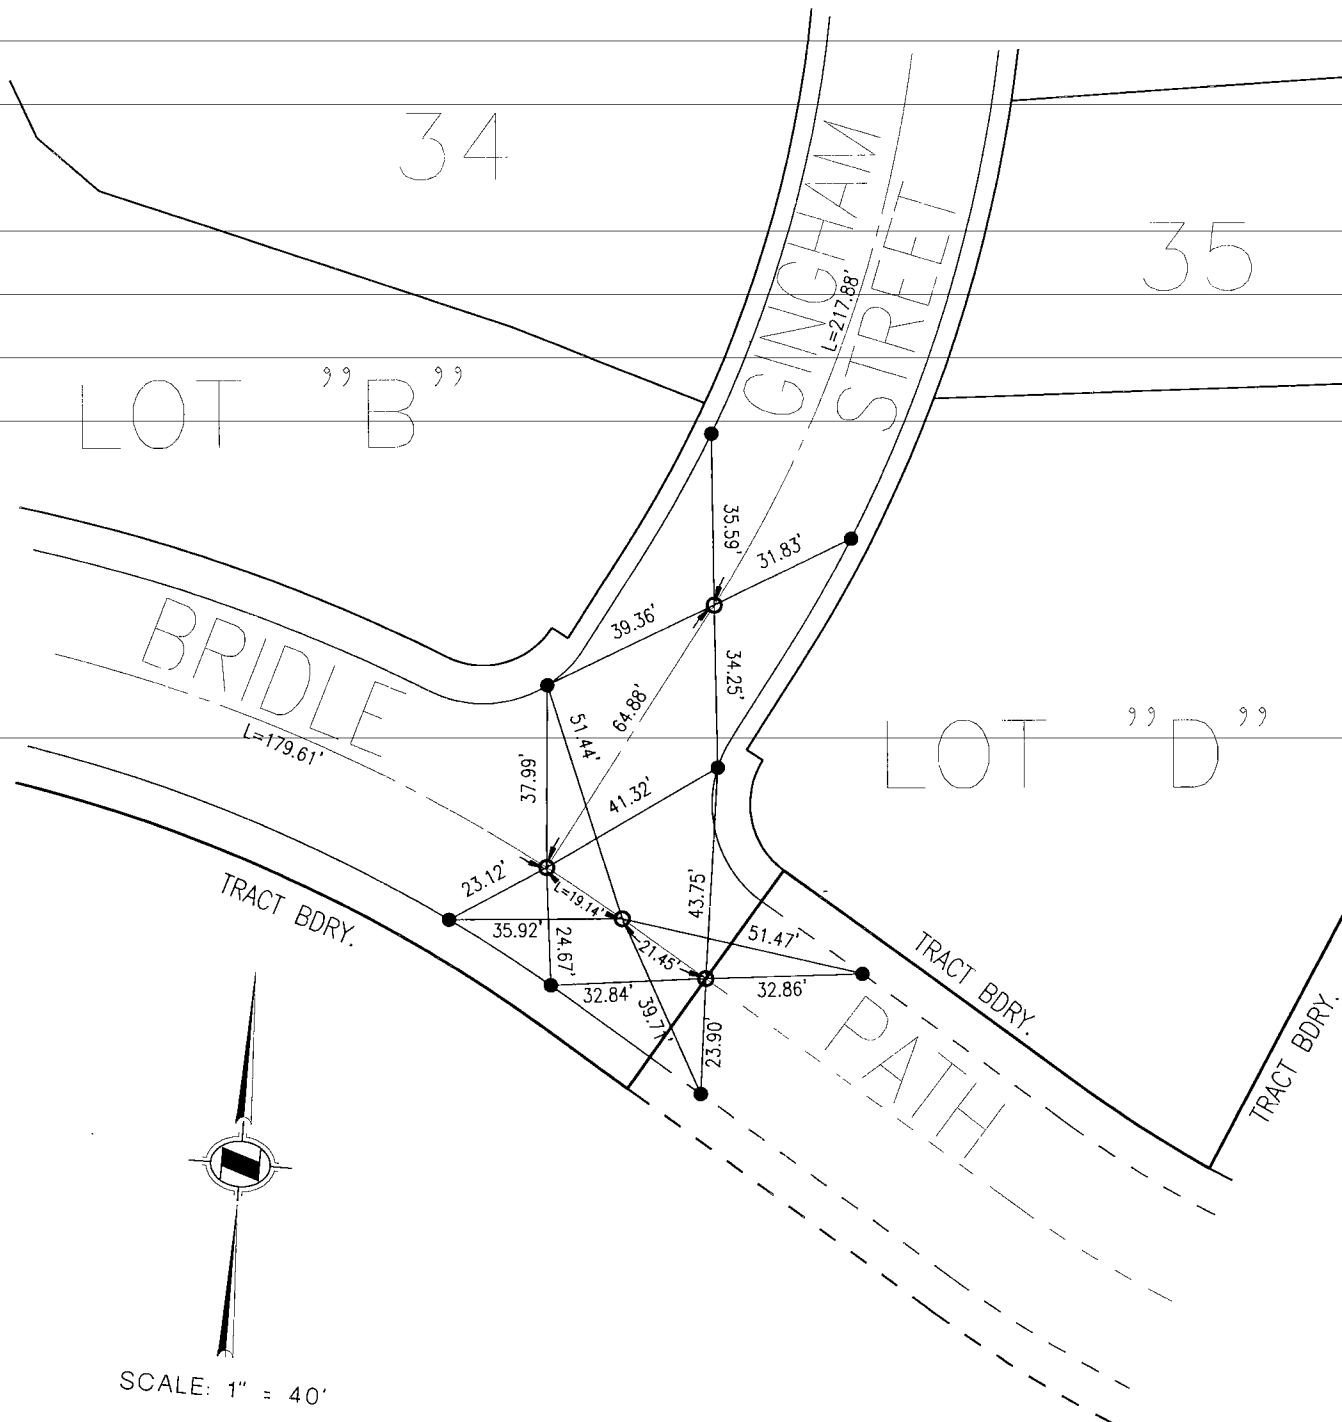 34
GINGHAM
STREET
L=217.88'
35
LOT "B"
35.59'
31.83'
39.36'
34.25'
BRIDLE
L=179.61'
64.88'
51.44'
37.99'
41.32'
LOT "D"
23.12'
L=19.14'
43.75'
TRACT BDRY.
35.92'
24.67'
21.45'
51.47'
TRACT BDRY.
32.84'
39.71'
32.86'
23.90'
PATH
TRACT BDRY.
SCALE: 1" = 40'